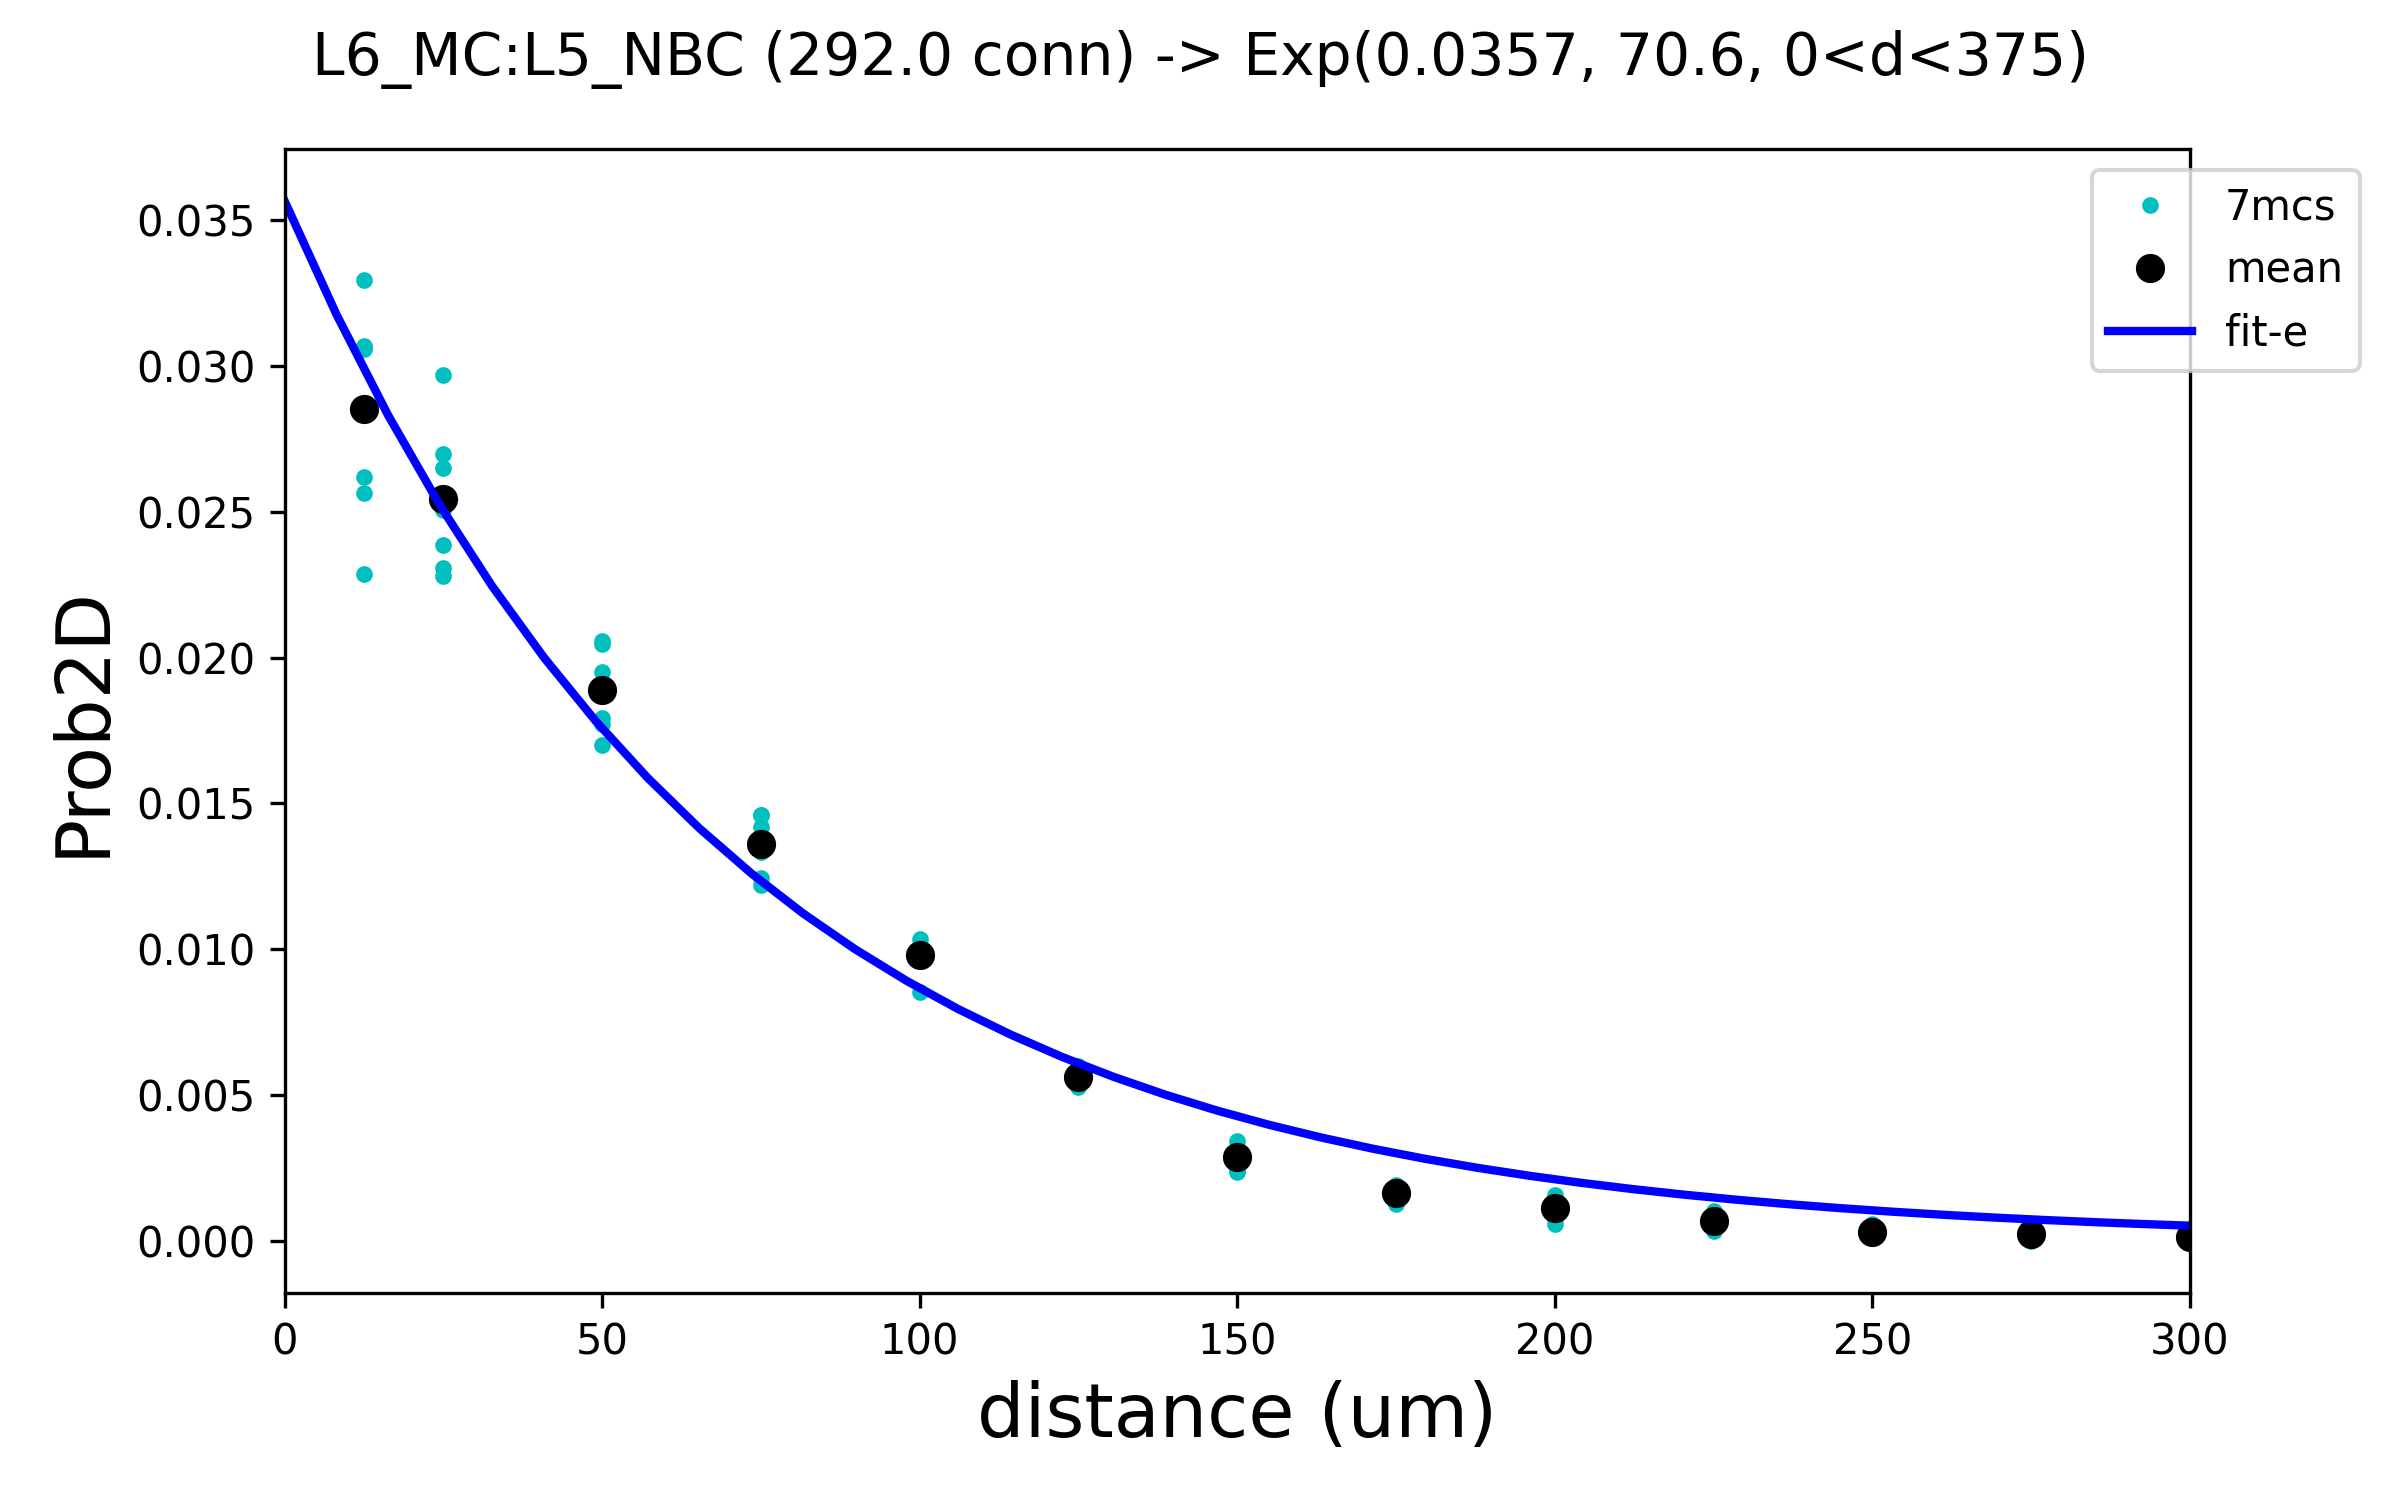 L6_MC:L5_NBC (292.0 conn) -> Exp(0.0357, 70.6, 0<d<375)
7mcs
mean
fit-e
Prob2D
0.035
0.030
0.025
0.020
0.015
0.010
0.005
0.000
0 50 100 150 200 250 300
distance (um)